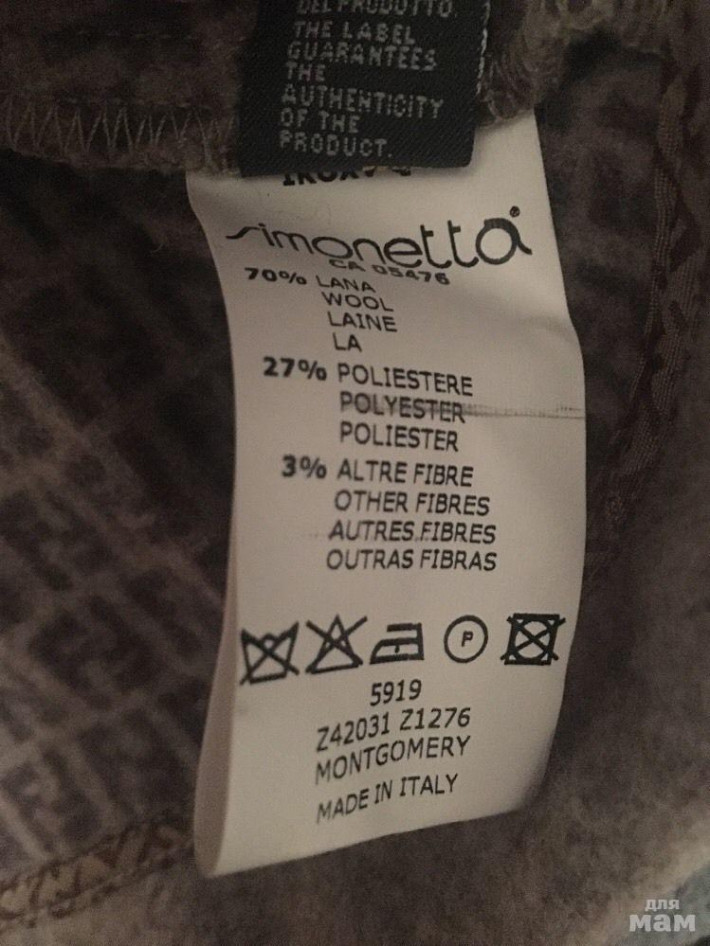 DEL PRODOTTO.
THE LABEL
GUARANTEES
THE
AUTHENTICITY
OF THE
PRODUCT.
simonetta®
CA 05476
70% LANA
WOOL
LAINE
LA
27% POLIESTERE
POLYESTER
POLIESTER
3% ALTRE FIBRE
OTHER FIBRES
AUTRES FIBRES
OUTRAS FIBRAS
P
5919
Z42031 Z1276
MONTGOMERY
MADE IN ITALY
для
мам